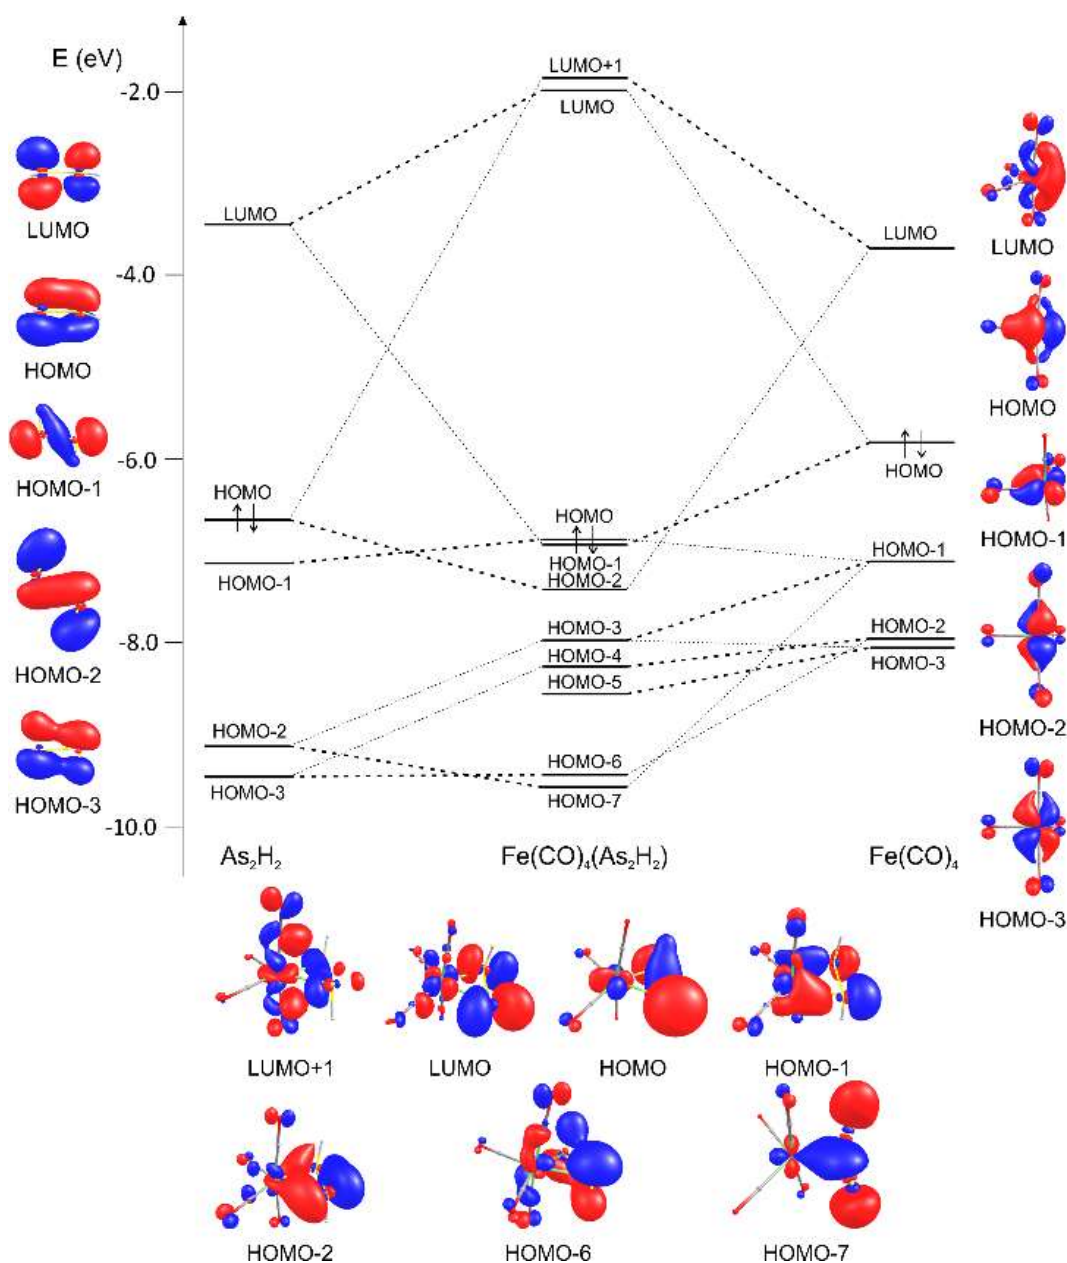 E (eV)
-2.0
-4.0
-6.0
-8.0
-10.0
LUMO
HOMO
HOMO-1
HOMO-2
HOMO-3
LUMO
HOMO
HOMO-1
HOMO-2
HOMO-3
As₂H₂
LUMO+1
LUMO
HOMO
HOMO-1
HOMO-2
HOMO-3
HOMO-4
HOMO-5
HOMO-6
HOMO-7
Fe(CO)₄(As₂H₂)
LUMO
HOMO
HOMO-1
HOMO-2
HOMO-3
Fe(CO)₄
LUMO
HOMO
HOMO-1
HOMO-2
HOMO-3
LUMO+1 LUMO HOMO HOMO-1
HOMO-2 HOMO-6 HOMO-7